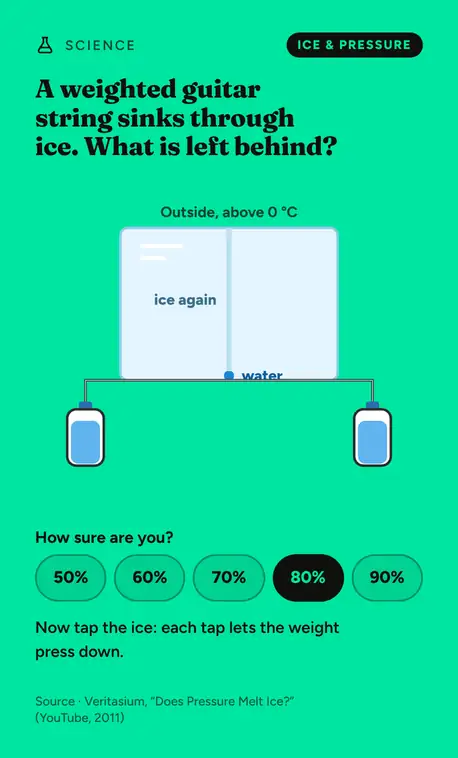 SCIENCE
ICE & PRESSURE
A weighted guitar
string sinks through
ice. What is left behind?
Outside, above 0 °C
ice again
water
How sure are you?
50% 60% 70% 80% 90%
Now tap the ice: each tap lets the weight
press down.
Source · Veritasium, “Does Pressure Melt Ice?”
(YouTube, 2011)